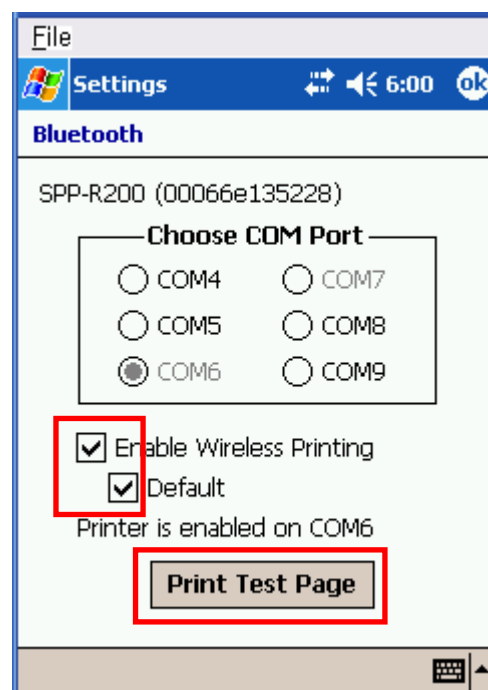 File
Settings 6:00 ok
Bluetooth
SPP-R200 (00066e135228)
Choose COM Port
COM4 COM7
COM5 COM8
COM6 COM9
Enable Wireless Printing
Default
Printer is enabled on COM6
Print Test Page